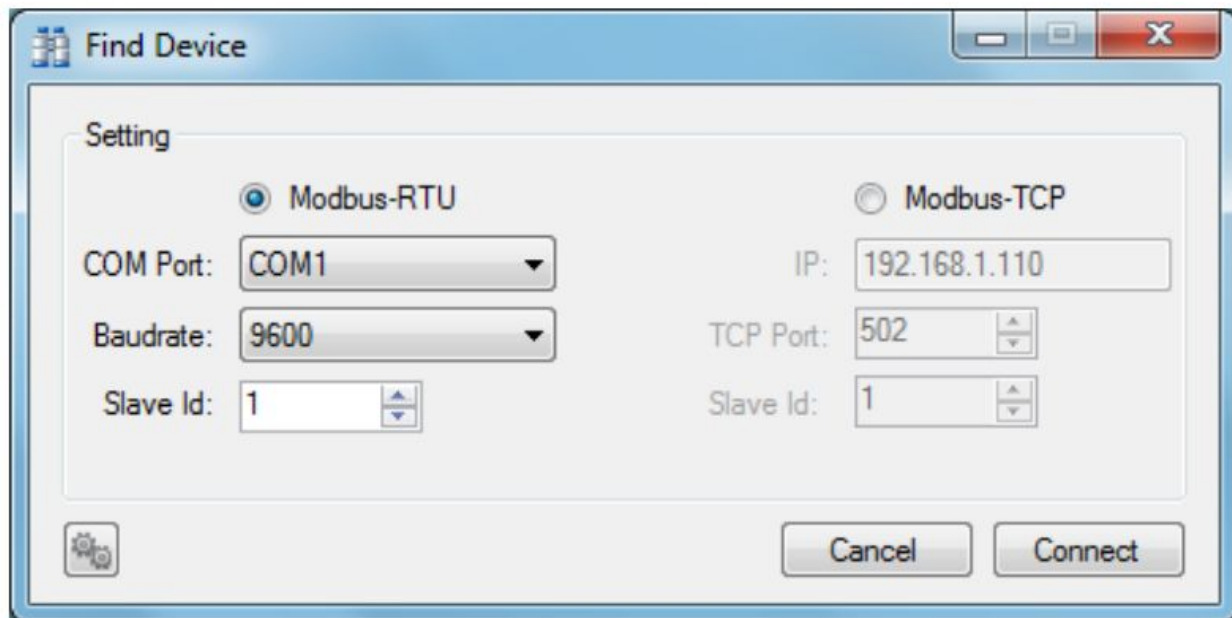 Find Device
Setting
Modbus-RTU
Modbus-TCP
COM Port: COM1
IP: 192.168.1.110
Baudrate: 9600
TCP Port: 502
Slave Id: 1
Slave Id: 1
Cancel
Connect